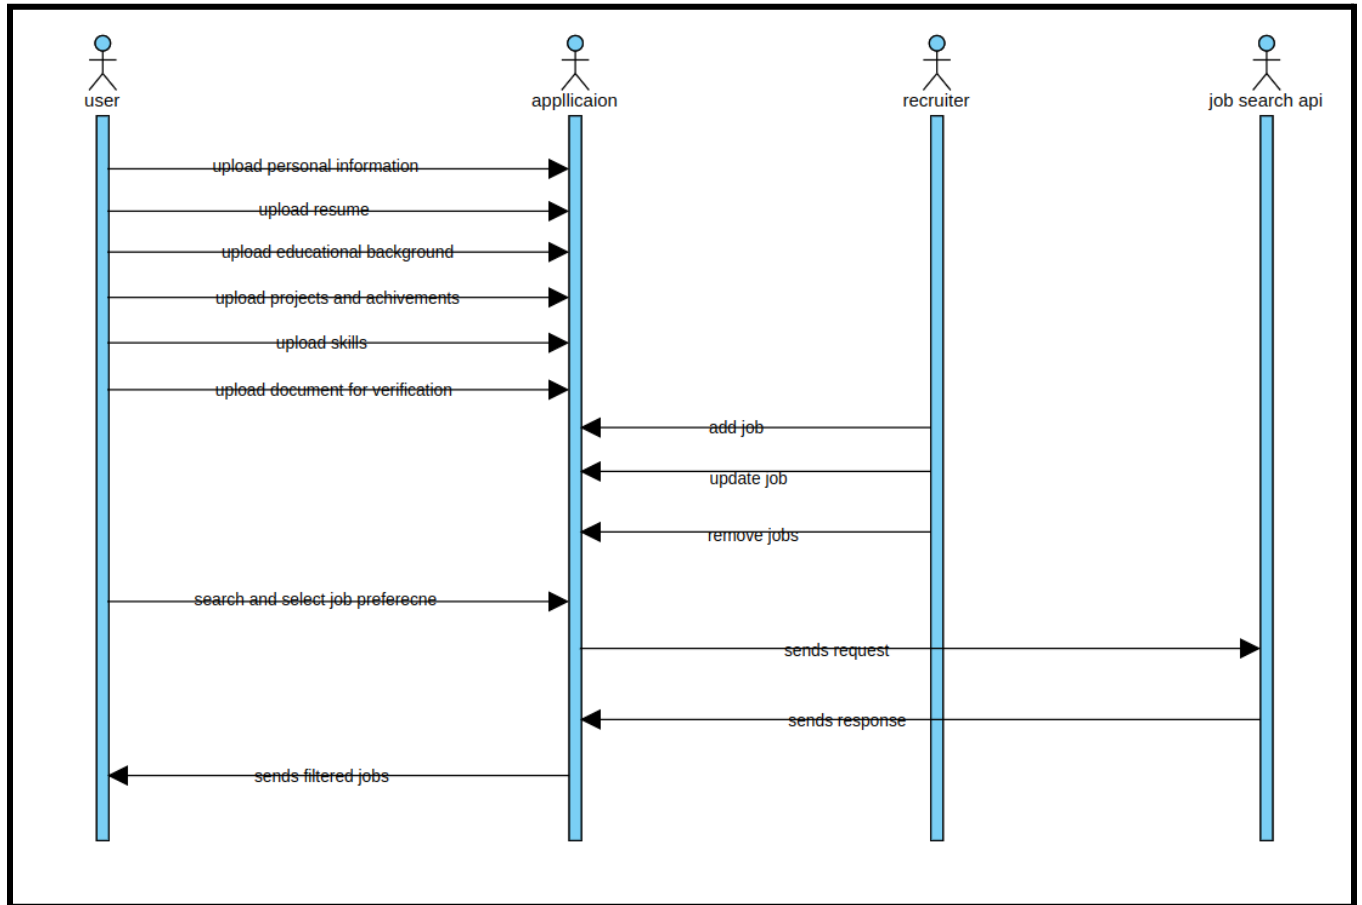 user
appllicaion
recruiter
job search api
upload personal information
upload resume
upload educational background
upload projects and achivements
upload skills
upload document for verification
add job
update job
remove jobs
search and select job preferecne
sends request
sends response
sends filtered jobs